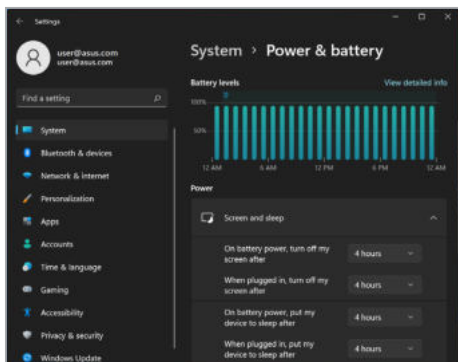 Settings
user@asus.com
user@asus.com
Find a setting
System
Bluetooth & devices
Network & internet
Personalization
Apps
Accounts
Time & language
Gaming
Accessibility
Privacy & security
Windows Update
System > Power & battery
Battery levels
View detailed info
100%
50%
12 AM 6 AM 12 PM 6 PM 12 AM
Power
Screen and sleep
On battery power, turn off my
screen after
4 hours
When plugged in, turn off my
screen after
4 hours
On battery power, put my
device to sleep after
4 hours
When plugged in, put my
device to sleep after
4 hours